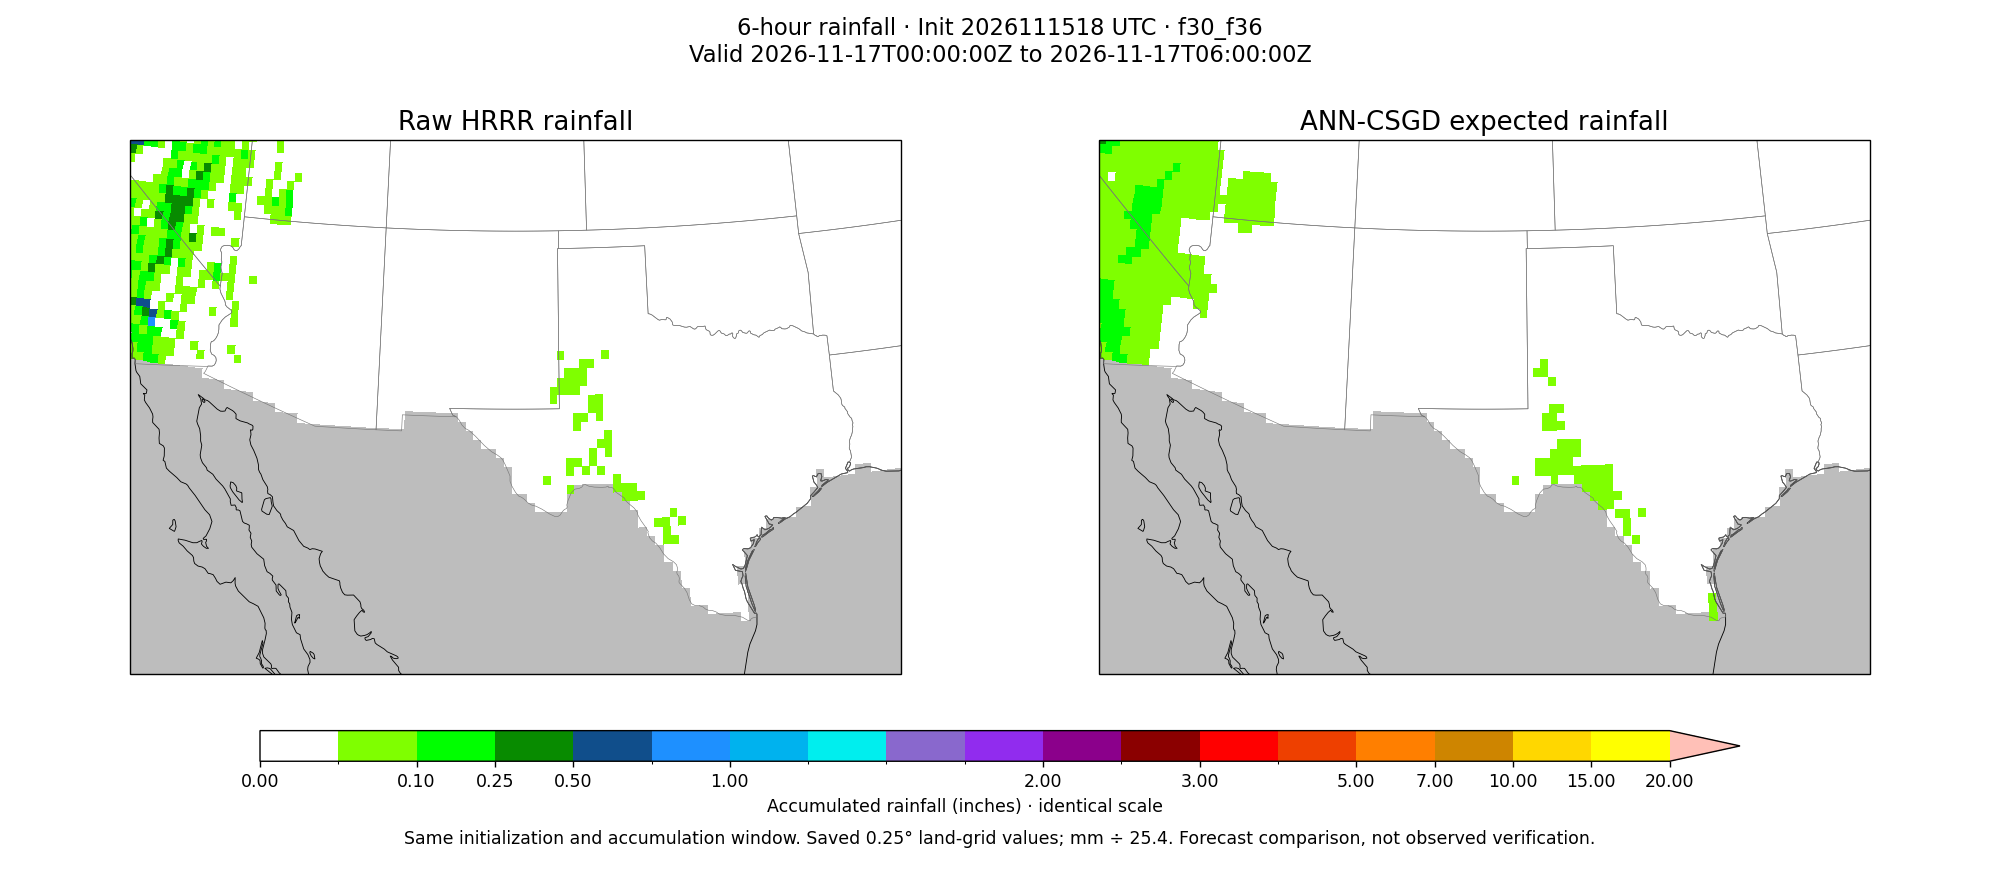 6-hour rainfall · Init 2026111518 UTC · f30_f36
Valid 2026-11-17T00:00:00Z to 2026-11-17T06:00:00Z
Raw HRRR rainfall
ANN-CSGD expected rainfall
0.00 0.10 0.25 0.50 1.00 2.00 3.00 5.00 7.00 10.00 15.00 20.00
Accumulated rainfall (inches) · identical scale
Same initialization and accumulation window. Saved 0.25° land-grid values; mm ÷ 25.4. Forecast comparison, not observed verification.